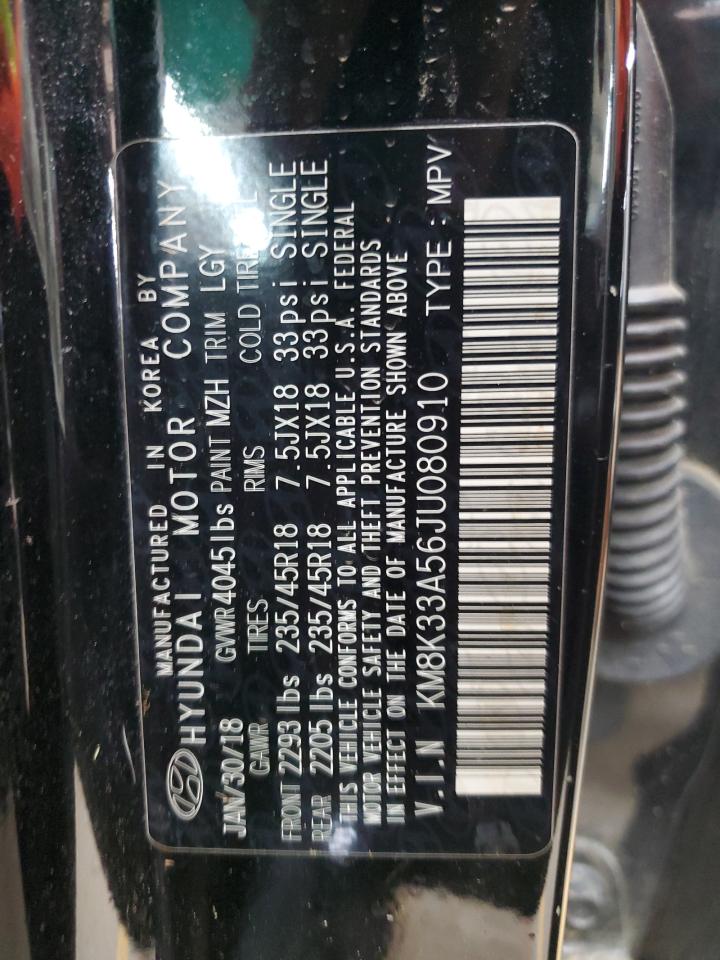 MANUFACTURED IN KOREA BY
HYUNDAI MOTOR COMPANY
JAN/30/18 GVWR 4045lbs PAINT MZH TRIM LGY
GAWR TIRES RIMS COLD
FRONT 2293 lbs 235/45R18 7.5JX18 33psi SINGLE
REAR 2205 lbs 235/45R18 7.5JX18 33psi SINGLE
THIS VEHICLE CONFORMS TO ALL APPLICABLE U.S.A. FEDERAL
MOTOR VEHICLE SAFETY AND THEFT PREVENTION STANDARDS
IN EFFECT ON THE DATE OF MANUFACTURE SHOWN ABOVE
V.I.N KM8K33A56JU080910 TYPE : MPV